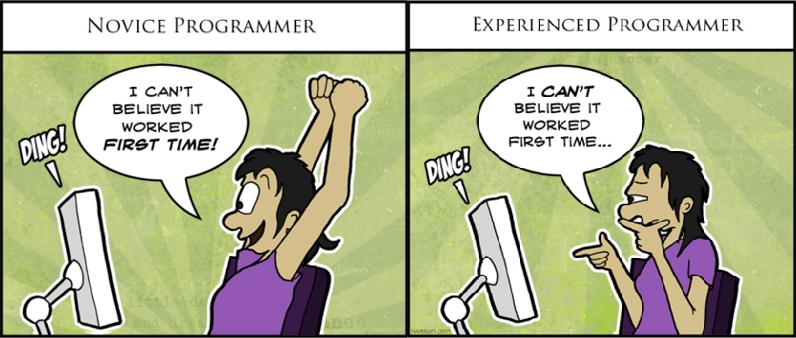 NOVICE PROGRAMMER
I CAN'T
BELIEVE IT
WORKED
FIRST TIME!
DING!
EXPERIENCED PROGRAMMER
I CAN'T
BELIEVE IT
WORKED
FIRST TIME...
DING!